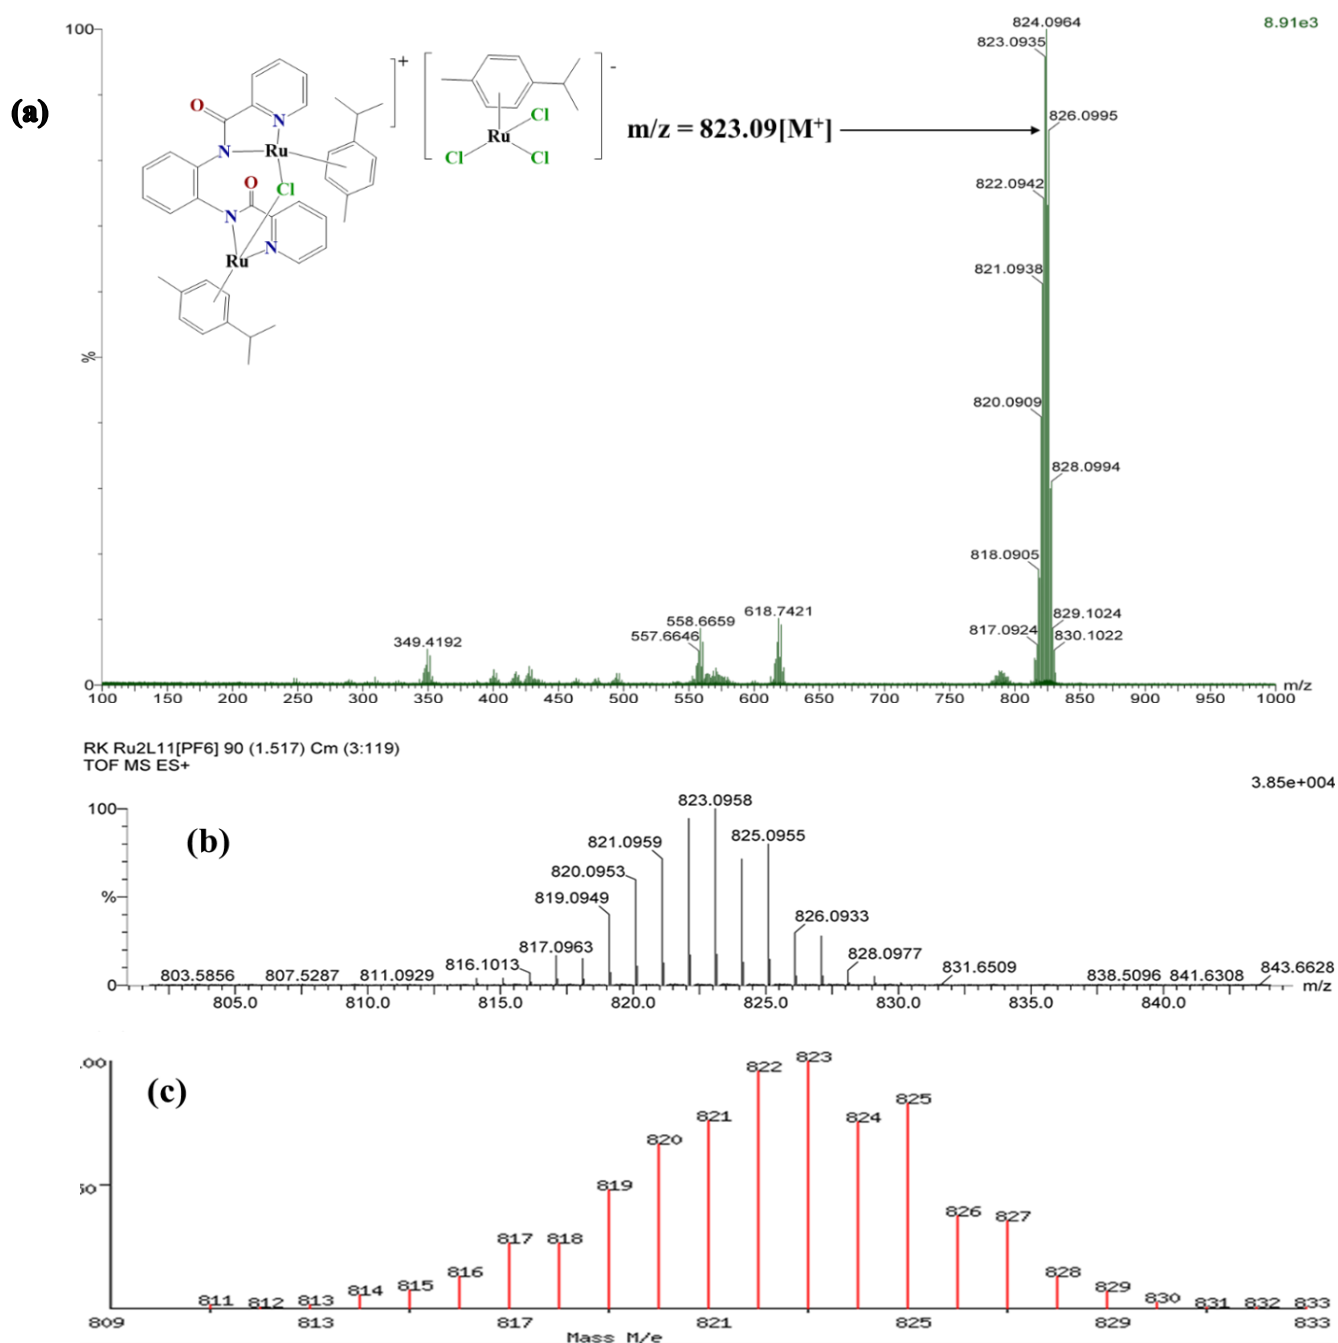 (a)
100
%
0
824.0964
8.91e3
823.0935
826.0995
822.0942
821.0938
820.0909
828.0994
818.0905
829.1024
817.0924
830.1022
618.7421
558.6659
557.6646
349.4192
m/z = 823.09[M+]
+
-
O
N
N
Ru
O
Cl
N
N
Ru
Cl
Ru
Cl
Cl
100 150 200 250 300 350 400 450 500 550 600 650 700 750 800 850 900 950 1000
m/z
RK Ru2L11[PF6] 90 (1.517) Cm (3:119)
TOF MS ES+
3.85e+004
(b)
100
%
0
823.0958
825.0955
821.0959
820.0953
819.0949
826.0933
817.0963
828.0977
816.1013
803.5856 807.5287 811.0929
831.6509
838.5096 841.6308 843.6628
805.0 810.0 815.0 820.0 825.0 830.0 835.0 840.0
m/z
(c)
823
822
825
821
824
820
819
826
827
817 818
816
828
811 812 813 814 815
829 830 831 832 833
809 813 817 821 825 829 833
Mass M/e